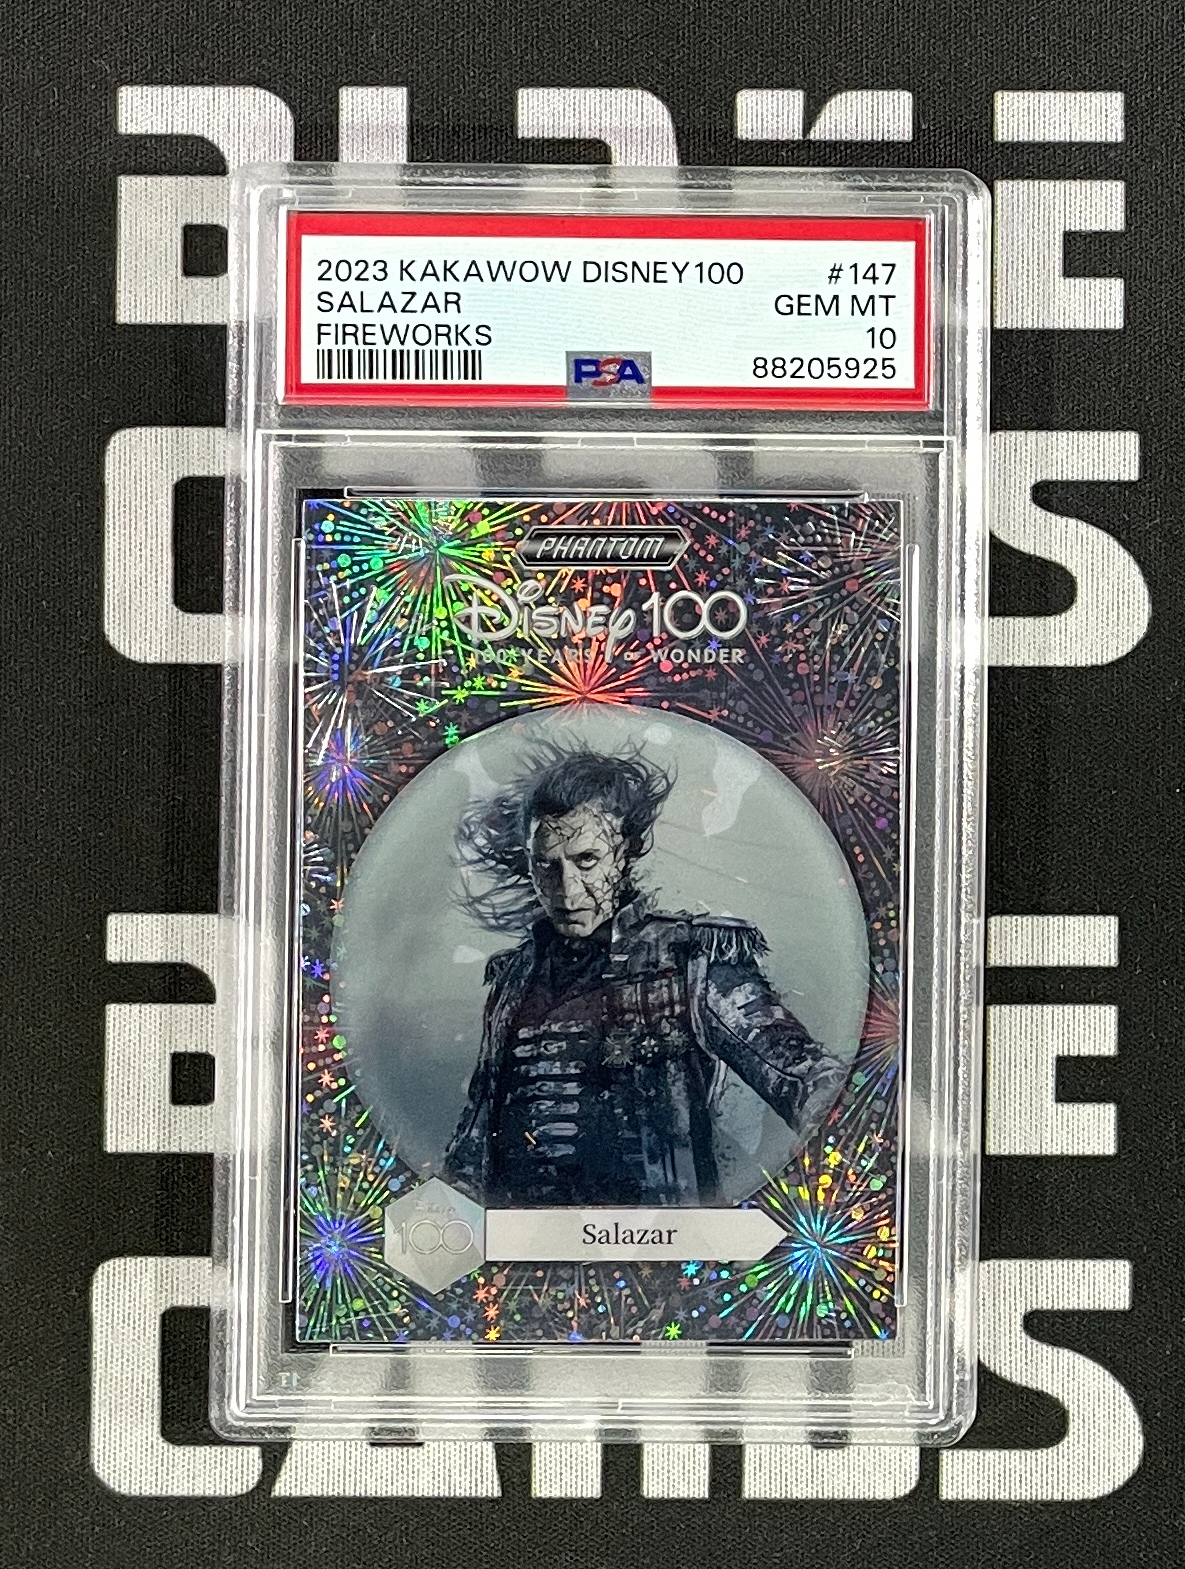 2023 KAKAWOW DISNEY100 #147
SALAZAR GEM MT
FIREWORKS 10
PSA 88205925
PHANTOM
Disney 100
100 YEARS OF WONDER
100
Salazar